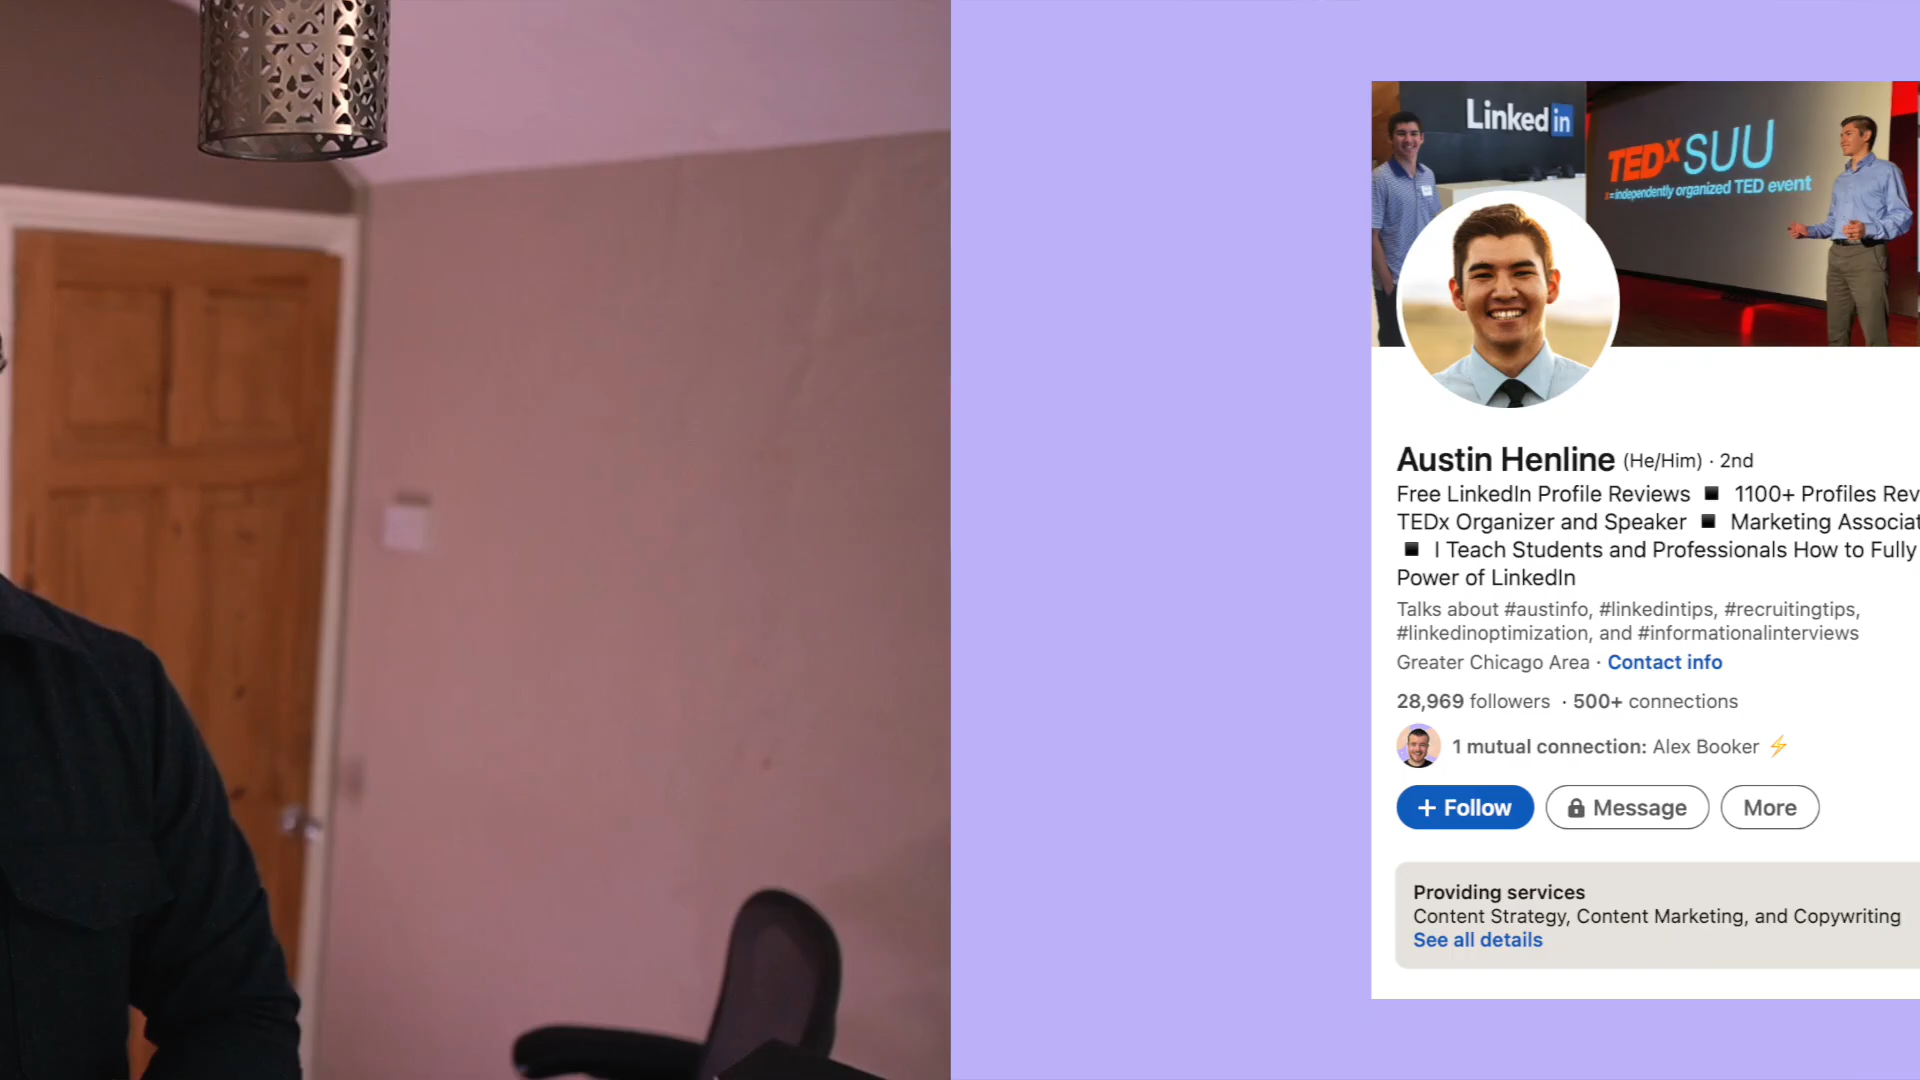 Linked in
TEDx SUU
x = independently organized TED event
Austin Henline (He/Him) · 2nd
Free LinkedIn Profile Reviews ◾ 1100+ Profiles Rev
TEDx Organizer and Speaker ◾ Marketing Associat
◾ I Teach Students and Professionals How to Fully
Power of LinkedIn
Talks about #austinfo, #linkedintips, #recruitingtips,
#linkedinoptimization, and #informationalinterviews
Greater Chicago Area · Contact info
28,969 followers · 500+ connections
1 mutual connection: Alex Booker ⚡
+ Follow
Message
More
Providing services
Content Strategy, Content Marketing, and Copywriting
See all details